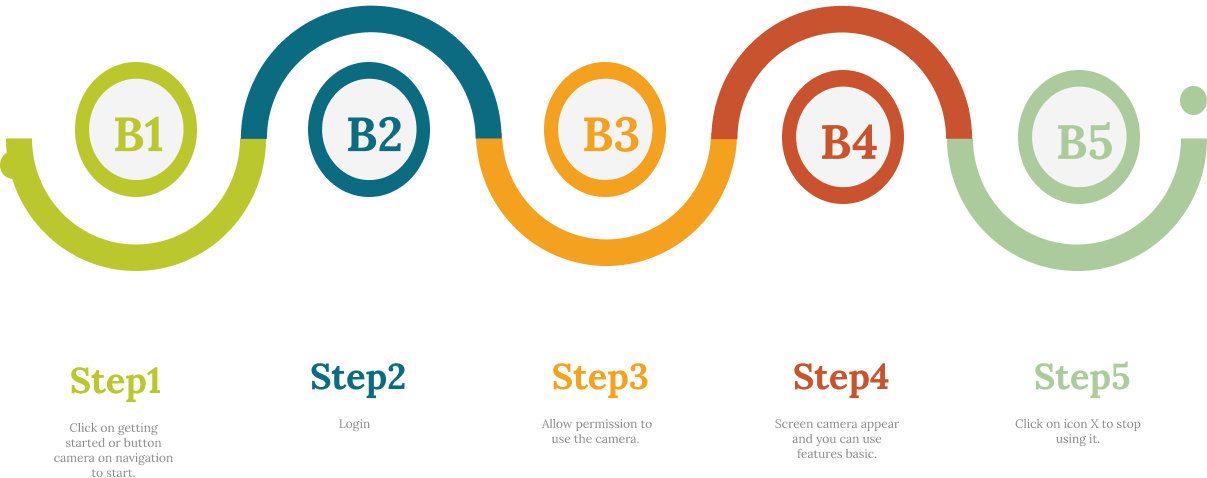 B1
B2
B3
B4
B5
Step1
Click on getting
started or button
camera on navigation
to start.
Step2
Login
Step3
Allow permission to
use the camera.
Step4
Screen camera appear
and you can use
features basic.
Step5
Click on icon X to stop
using it.